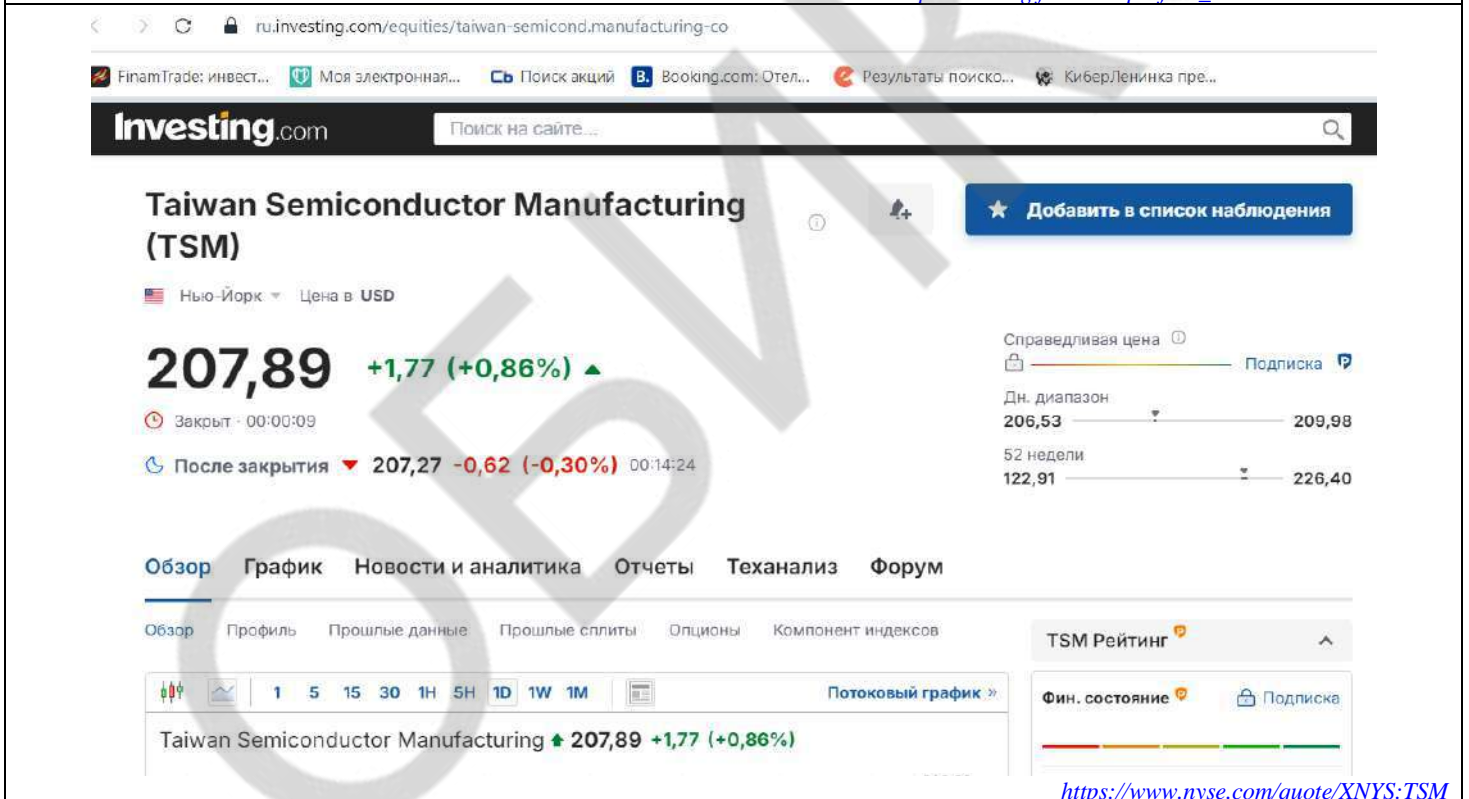 ru.investing.com/equities/taiwan-semicond.manufacturing-co
FinamTrade: инвест... Моя электронная... Сь Поиск акций B. Booking.com: Отел... Результаты поиско... КиберЛенинка пре...
Investing.com Поиск на сайте...
Taiwan Semiconductor Manufacturing
(TSM)
Добавить в список наблюдения
Нью-Йорк Цена в USD
207,89 +1,77 (+0,86%)
Закрыт · 00:00:09
После закрытия 207,27 -0,62 (-0,30%) 00:14:24
Справедливая цена
Подписка
Дн. диапазон
206,53 209,98
52 недели
122,91 226,40
Обзор График Новости и аналитика Отчеты Теханализ Форум
Обзор Профиль Прошлые данные Прошлые сплиты Опционы Компонент индексов
1 5 15 30 1H 5H 1D 1W 1M Потоковый график »
Taiwan Semiconductor Manufacturing 207,89 +1,77 (+0,86%)
TSM Рейтинг
Фин. состояние Подписка
https://www.nyse.com/quote/XNYS:TSM
ОБИК